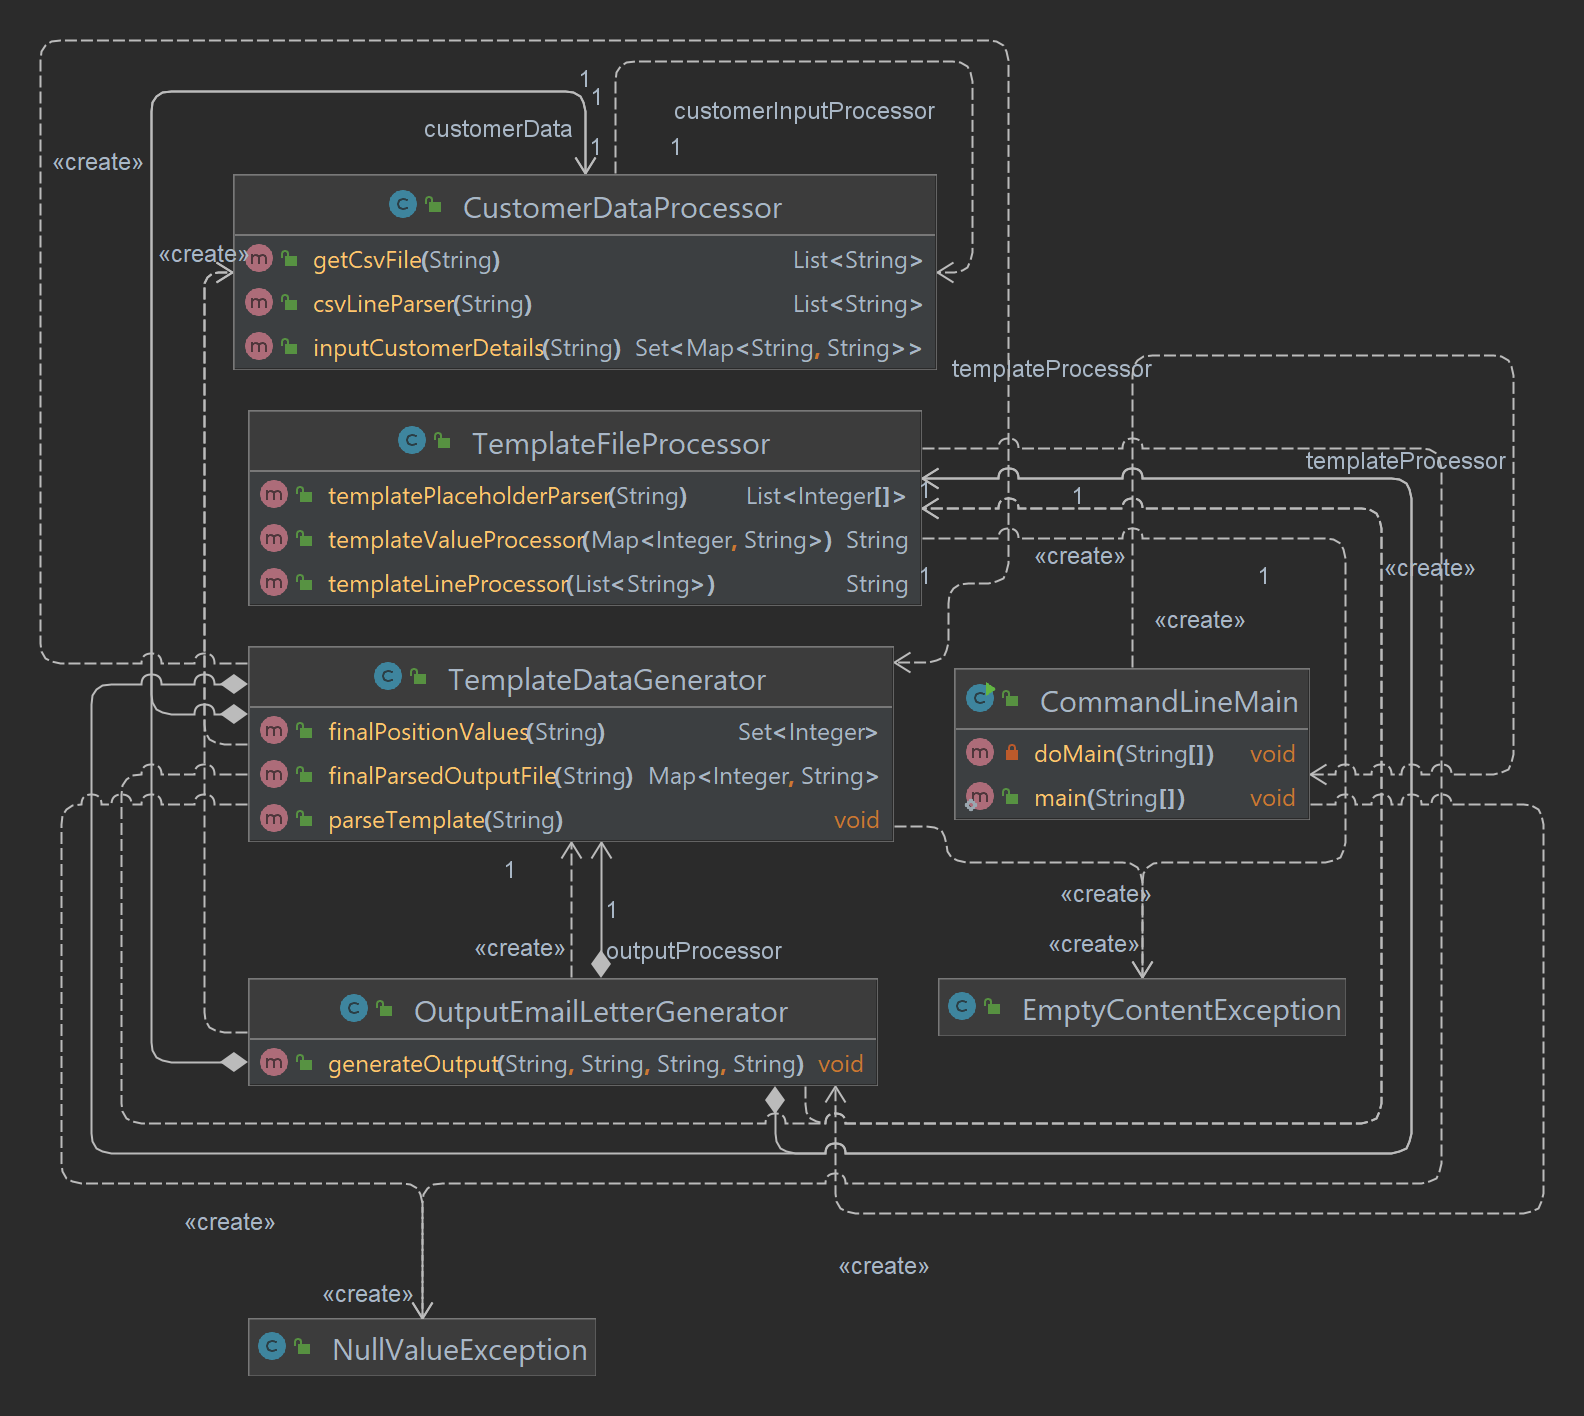 1
1
customerInputProcessor
customerData
1
1
«create»
CustomerDataProcessor
«create»
getCsvFile(String) List<String>
csvLineParser(String) List<String>
inputCustomerDetails(String) Set<Map<String, String>>
templateProcessor
TemplateFileProcessor
templateProcessor
templatePlaceholderParser(String) List<Integer[]>
1
1
templateValueProcessor(Map<Integer, String>) String
«create»
«create»
templateLineProcessor(List<String>) String
1
1
«create»
TemplateDataGenerator
CommandLineMain
finalPositionValues(String) Set<Integer>
doMain(String[]) void
finalParsedOutputFile(String) Map<Integer, String>
main(String[]) void
parseTemplate(String) void
1
«create»
1
«create»
outputProcessor
«create»
OutputEmailLetterGenerator
EmptyContentException
generateOutput(String, String, String, String) void
«create»
«create»
«create»
NullValueException